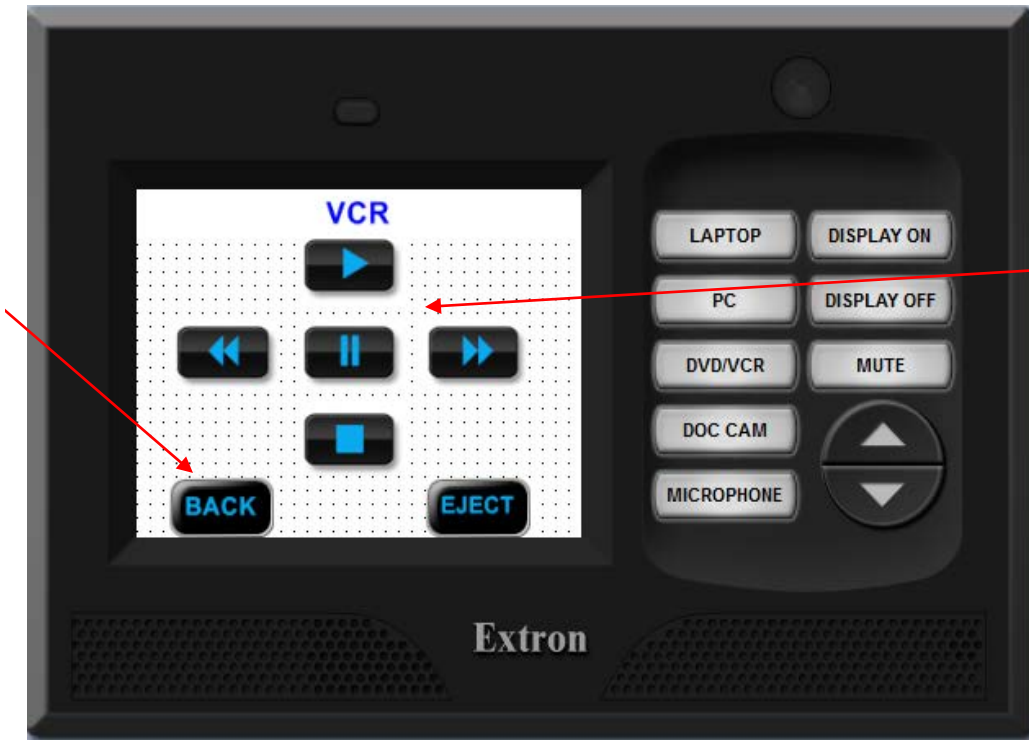 VCR
BACK
EJECT
LAPTOP
DISPLAY ON
PC
DISPLAY OFF
DVD/VCR
MUTE
DOC CAM
MICROPHONE
Extron